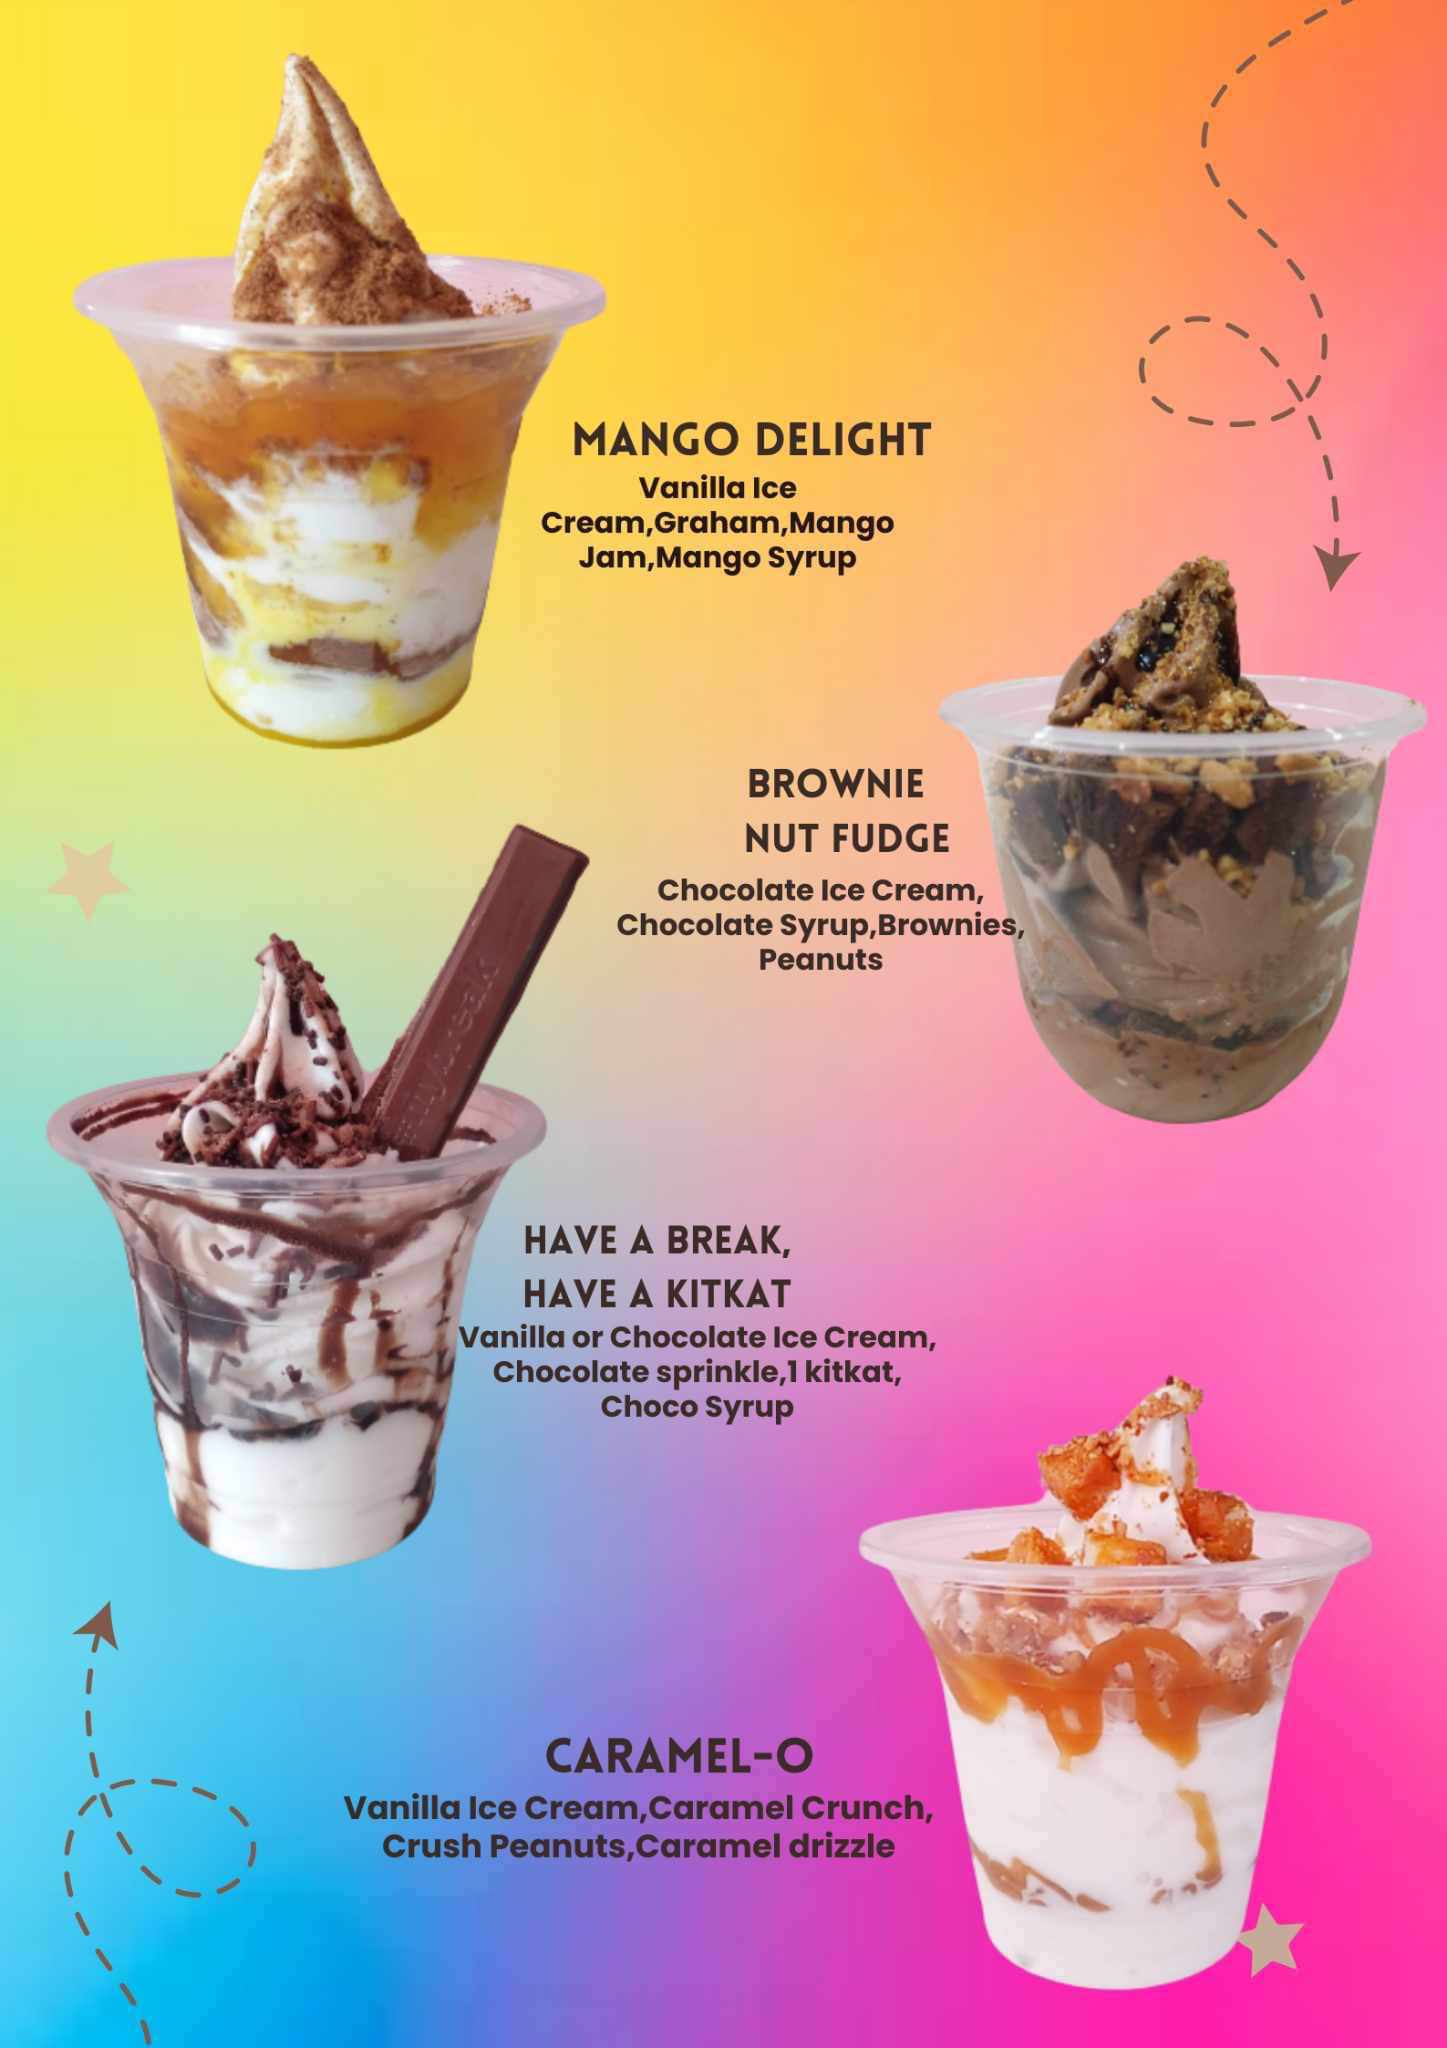 MANGO DELIGHT
Vanilla Ice
Cream,Graham,Mango
Jam,Mango Syrup
BROWNIE
NUT FUDGE
Chocolate Ice Cream,
Chocolate Syrup,Brownies,
Peanuts
HAVE A BREAK,
HAVE A KITKAT
Vanilla or Chocolate Ice Cream,
Chocolate sprinkle,1 kitkat,
Choco Syrup
CARAMEL-O
Vanilla Ice Cream,Caramel Crunch,
Crush Peanuts,Caramel drizzle